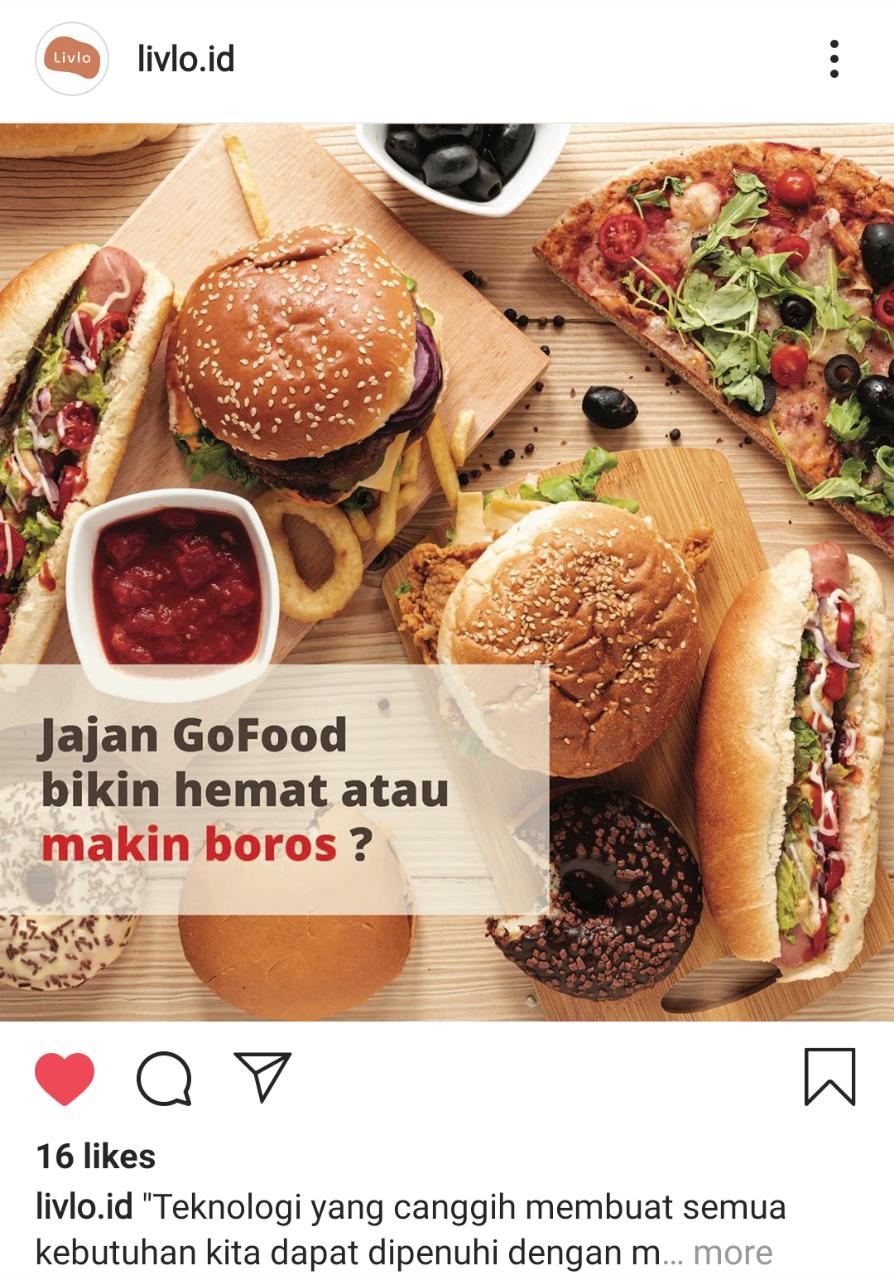 Livlo
livlo.id
Jajan GoFood
bikin hemat atau
makin boros ?
16 likes
livlo.id "Teknologi yang canggih membuat semua
kebutuhan kita dapat dipenuhi dengan m... more